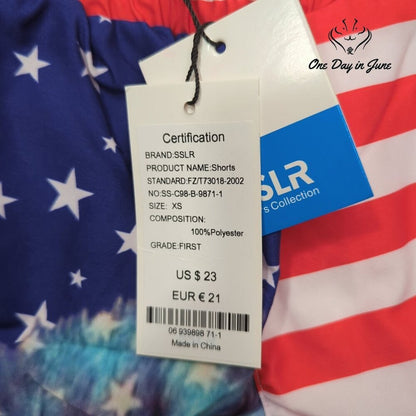 One Day in June
Certification
BRAND:SSLR
PRODUCT NAME:Shorts
STANDARD:FZ/T73018-2002
NO:SS-C98-B-9871-1
SIZE: XS
COMPOSITION:
100%Polyester
GRADE:FIRST
US $ 23
EUR € 21
06 939898 71-1
Made in China
SLR
s Collection